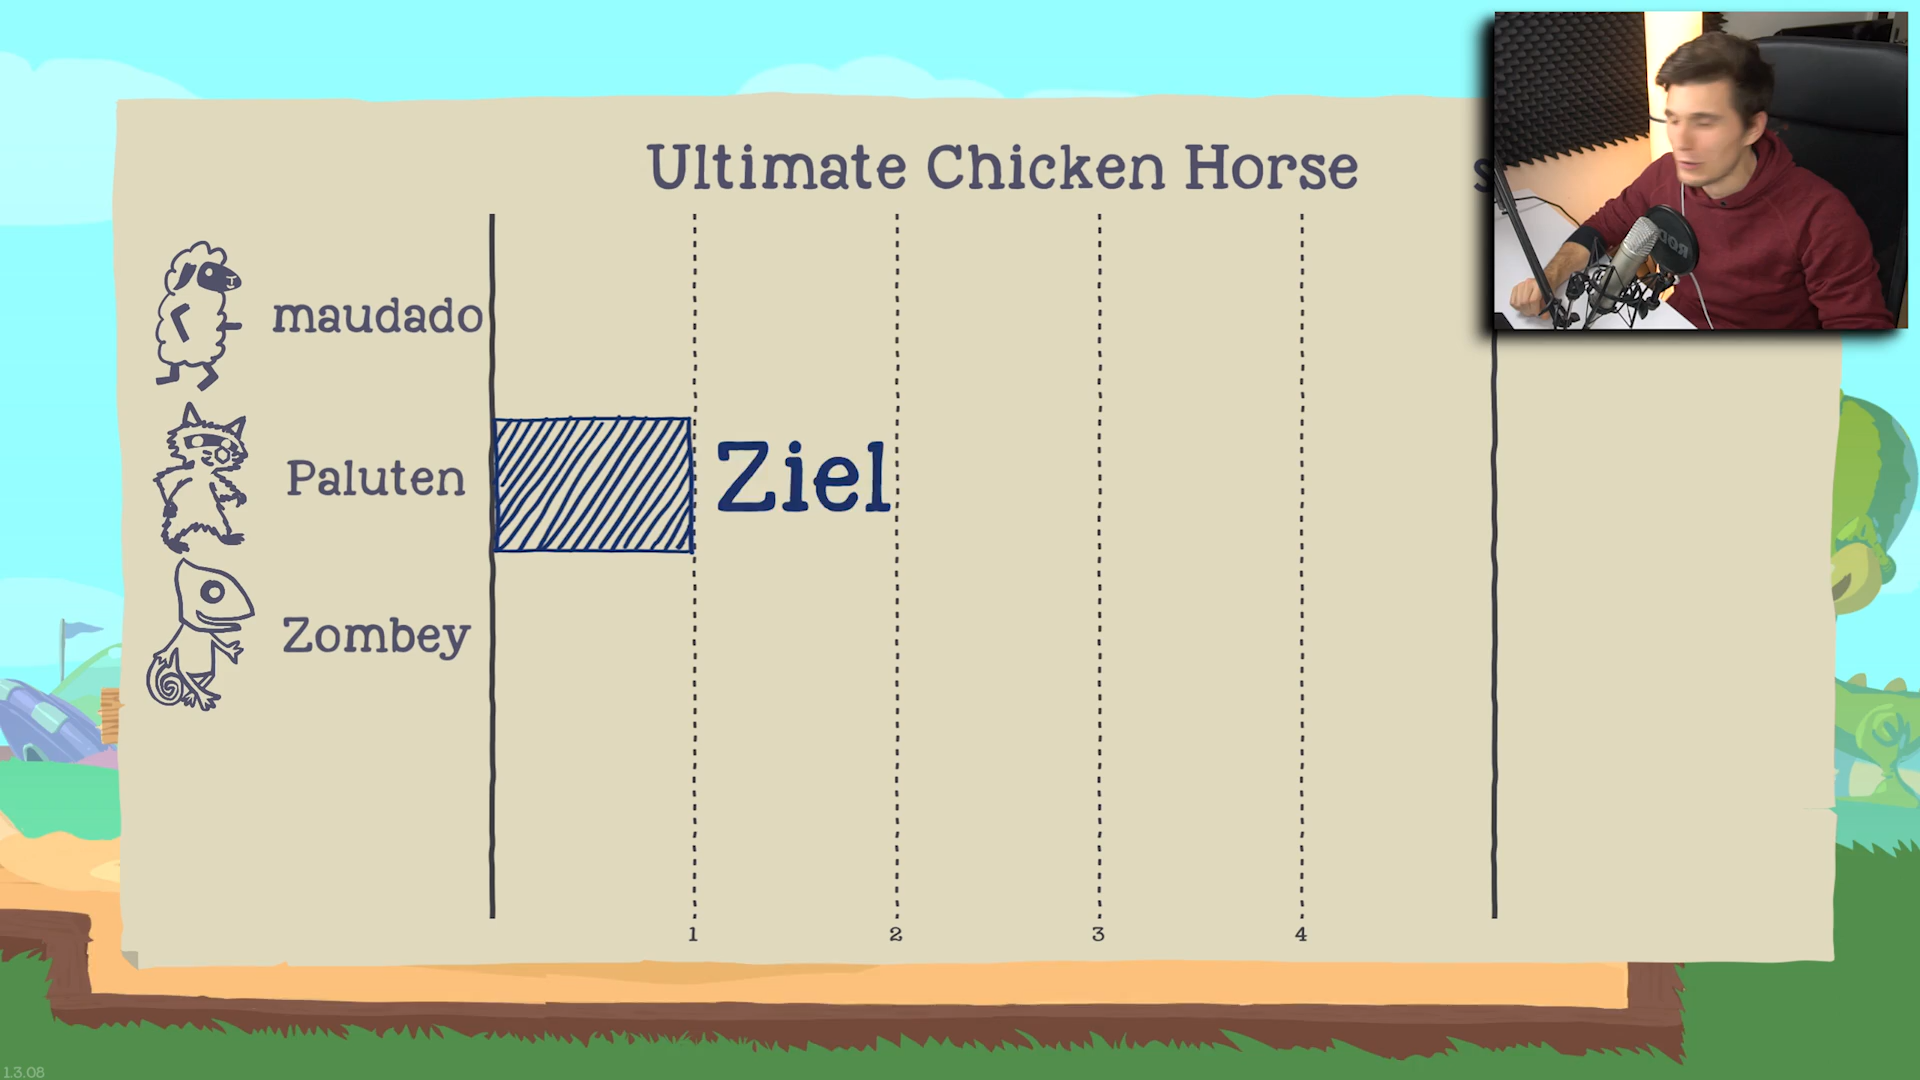 Ultimate Chicken Horse
maudado
Paluten
Ziel
Zombey
1 2 3 4
1.3.08